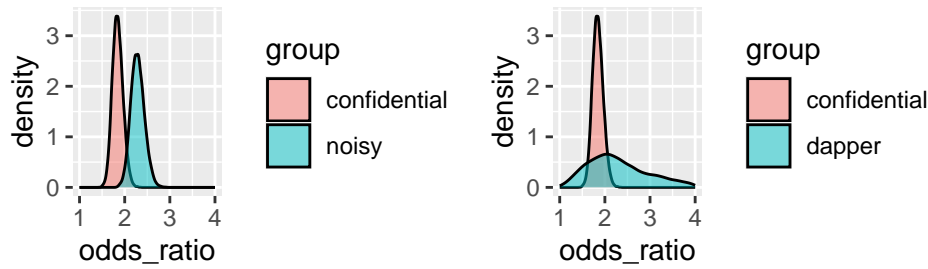 density
3
2
1
0
1
2
3
4
odds_ratio
group
confidential
noisy
density
3
2
1
0
1
2
3
4
odds_ratio
group
confidential
dapper